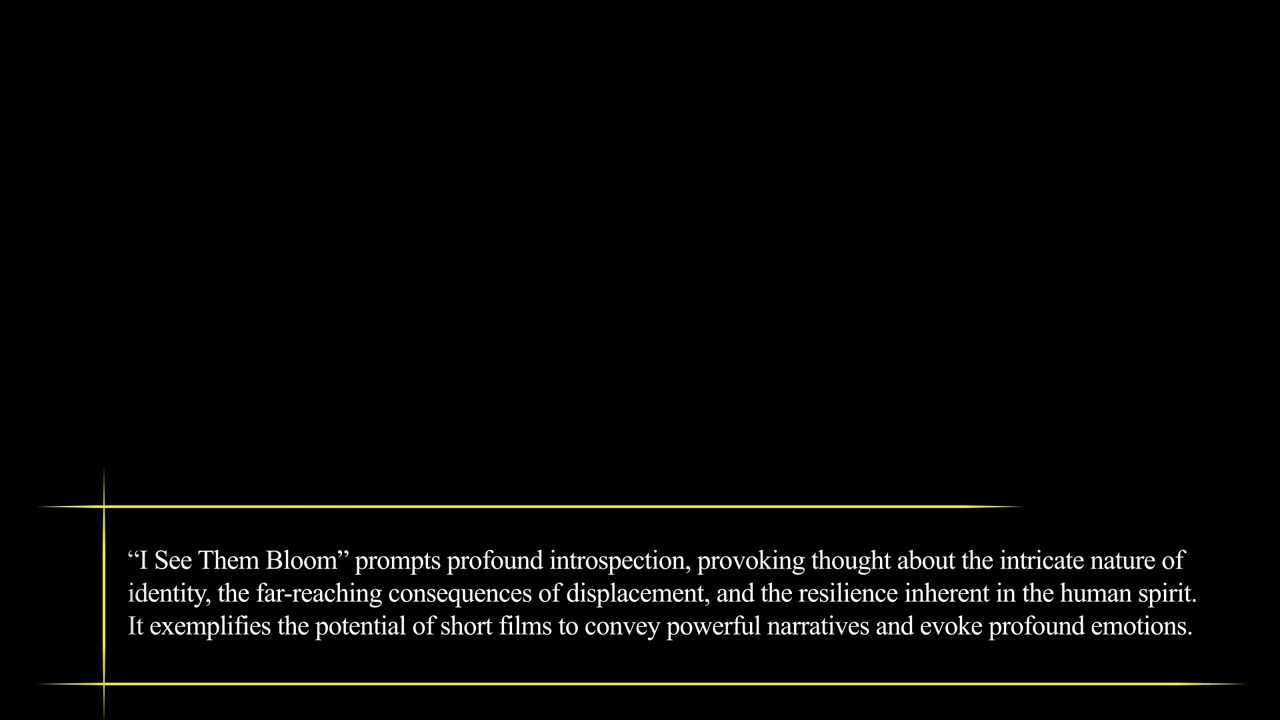 “I See Them Bloom” prompts profound introspection, provoking thought about the intricate nature of
identity, the far-reaching consequences of displacement, and the resilience inherent in the human spirit.
It exemplifies the potential of short films to convey powerful narratives and evoke profound emotions.